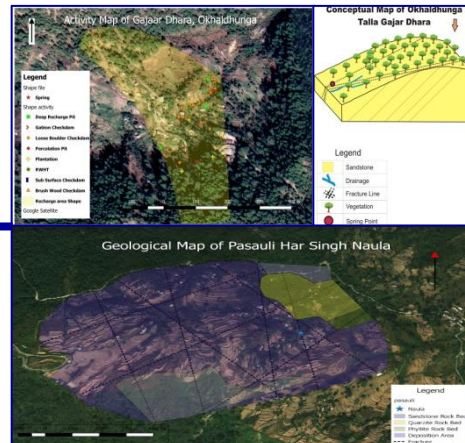 Activity Map of Gajaar Dhara, Okhaldhunga
Legend
Shape file
Spring
Shape activity
Deep Recharge Pit
Gabion Checkdam
Loose Boulder Checkdam
Percolation Pit
Plantation
RWHT
Sub Surface Checkdam
Brush Wood Checkdam
Recharge area Shape
Google Satellite
Conceptual Map of Okhaldhunga
Talla Gajar Dhara
Legend
Sandstone
Drainage
Fracture Line
Vegetation
Spring Point
Geological Map of Pasauli Har Singh Naula
Legend
pasauli
Naula
Sandstone Rock Bed
Quarzite Rock Bed
Phyllite Rock Bed
Deposition Area
Fracture